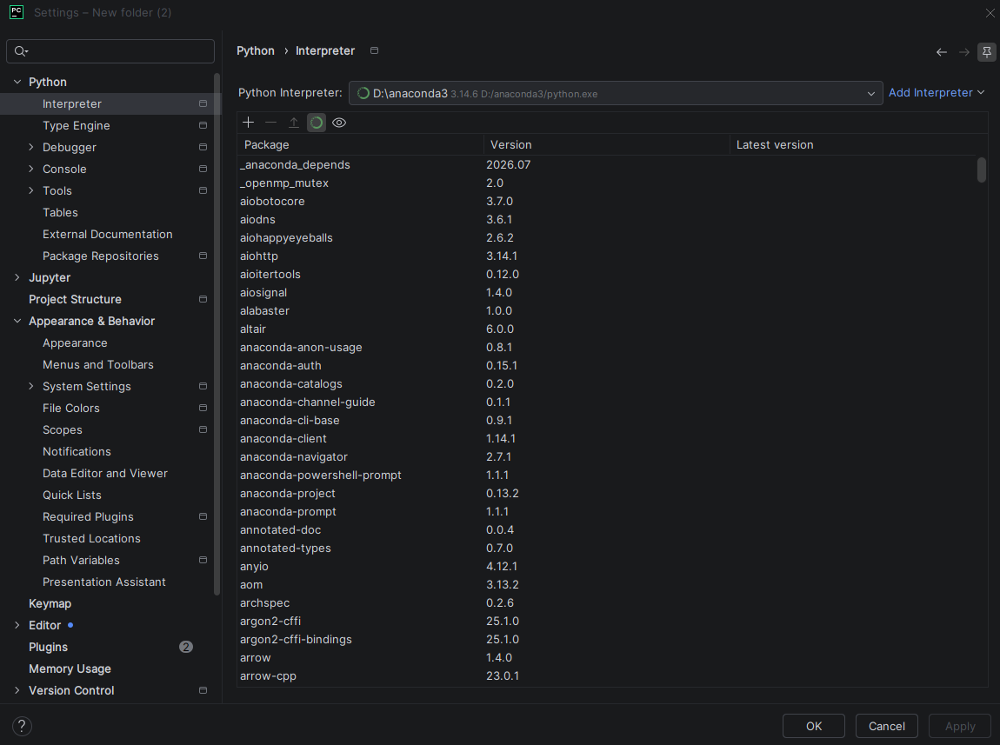 PC
Settings – New folder (2)
Python › Interpreter
Python Interpreter: D:\anaconda3 3.14.6 D:/anaconda3/python.exe Add Interpreter
Python
Interpreter
Type Engine
Debugger
Console
Tools
Tables
External Documentation
Package Repositories
Jupyter
Project Structure
Appearance & Behavior
Appearance
Menus and Toolbars
System Settings
File Colors
Scopes
Notifications
Data Editor and Viewer
Quick Lists
Required Plugins
Trusted Locations
Path Variables
Presentation Assistant
Keymap
Editor
Plugins 2
Memory Usage
Version Control
Package Version Latest version
_anaconda_depends 2026.07
_openmp_mutex 2.0
aiobotocore 3.7.0
aiodns 3.6.1
aiohappyeyeballs 2.6.2
aiohttp 3.14.1
aioitertools 0.12.0
aiosignal 1.4.0
alabaster 1.0.0
altair 6.0.0
anaconda-anon-usage 0.8.1
anaconda-auth 0.15.1
anaconda-catalogs 0.2.0
anaconda-channel-guide 0.1.1
anaconda-cli-base 0.9.1
anaconda-client 1.14.1
anaconda-navigator 2.7.1
anaconda-powershell-prompt 1.1.1
anaconda-project 0.13.2
anaconda-prompt 1.1.1
annotated-doc 0.0.4
annotated-types 0.7.0
anyio 4.12.1
aom 3.13.2
archspec 0.2.6
argon2-cffi 25.1.0
argon2-cffi-bindings 25.1.0
arrow 1.4.0
arrow-cpp 23.0.1
? OK Cancel Apply